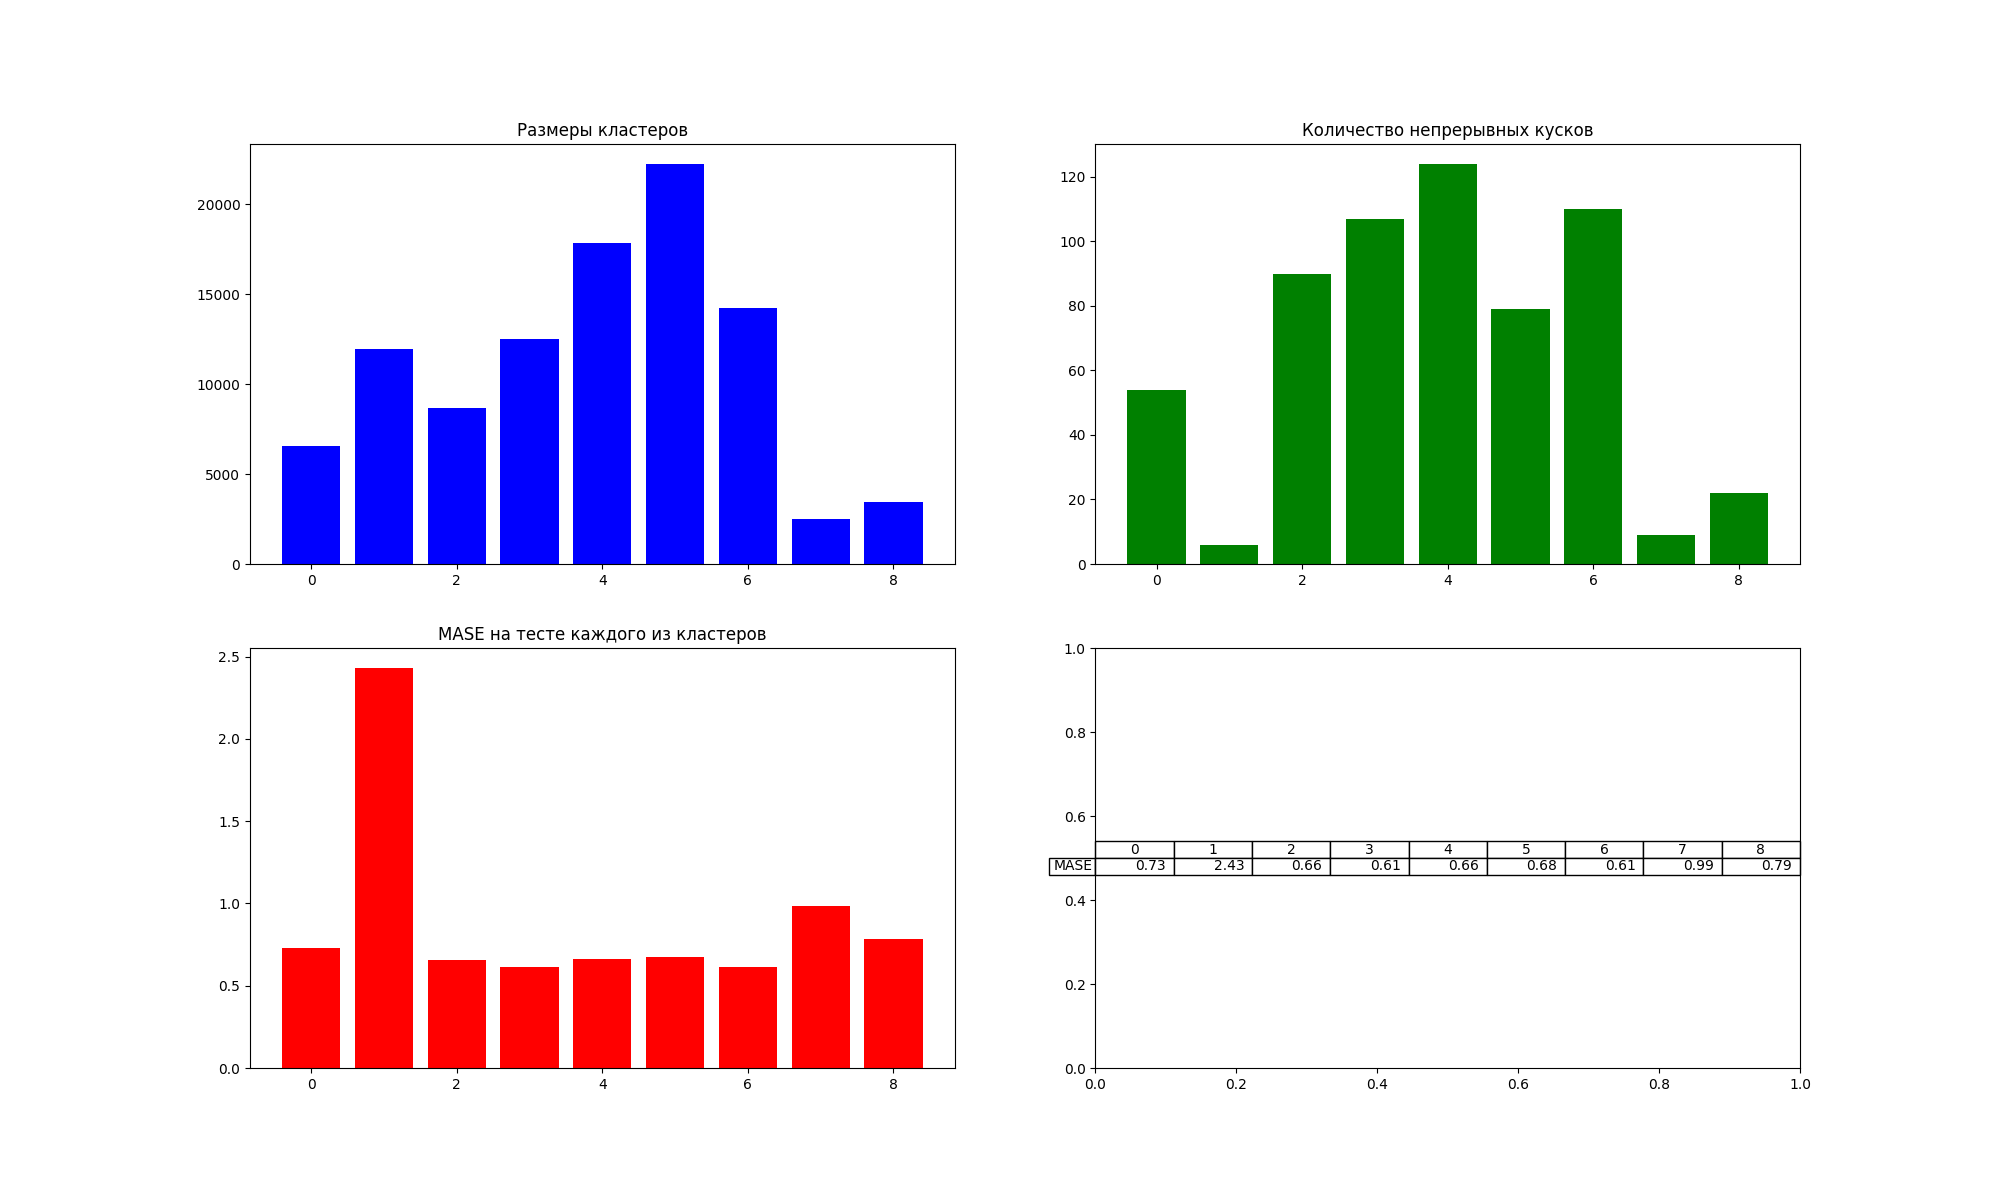 Размеры кластеров
20000
15000
10000
5000
0
0 2 4 6 8
Количество непрерывных кусков
120
100
80
60
40
20
0
0 2 4 6 8
MASE на тесте каждого из кластеров
2.5
2.0
1.5
1.0
0.5
0.0
0 2 4 6 8
1.0
0.8
0.6
0 1 2 3 4 5 6 7 8
MASE 0.73 2.43 0.66 0.61 0.66 0.68 0.61 0.99 0.79
0.4
0.2
0.0
0.0 0.2 0.4 0.6 0.8 1.0